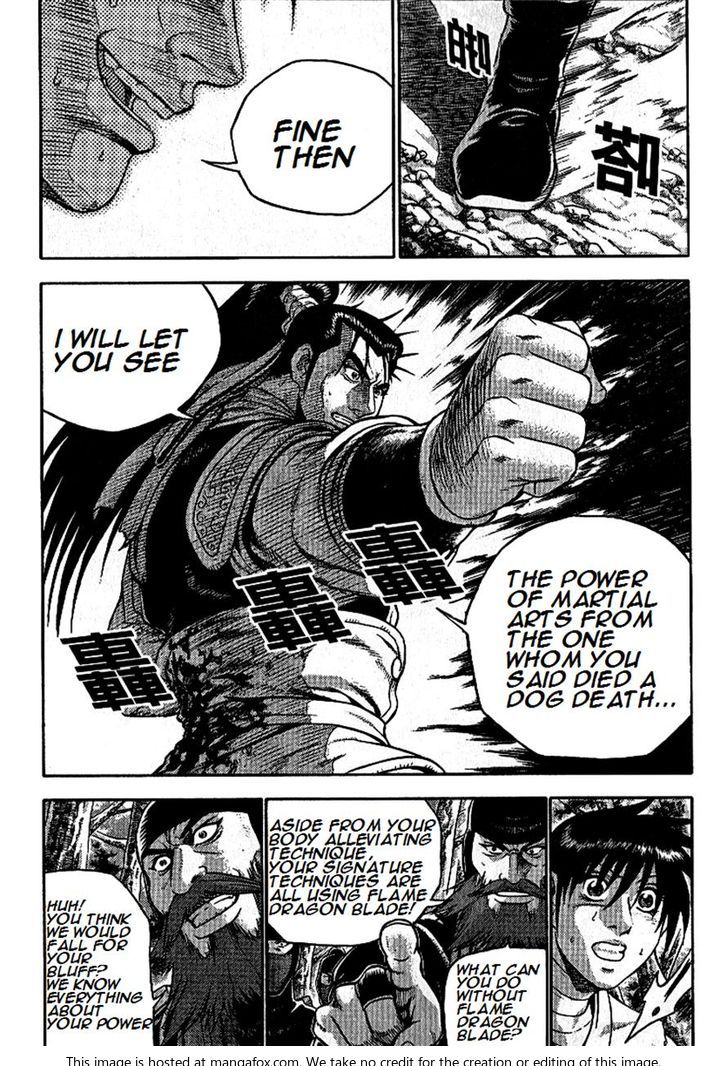 FINE
THEN
啪
嗒
I WILL LET
YOU SEE
轟
轟
轟
THE POWER
OF MARTIAL
ARTS FROM
THE ONE
WHOM YOU
SAID DIED A
DOG DEATH...
HUH!
YOU THINK
WE WOULD
FALL FOR
YOUR
BLUFF?
WE KNOW
EVERYTHING
ABOUT
YOUR POWER
ASIDE FROM YOUR
BODY ALLEVIATING
TECHNIQUE,
YOUR SIGNATURE
TECHNIQUES ARE
ALL USING FLAME
DRAGON BLADE!
WHAT CAN
YOU DO
WITHOUT
FLAME
DRAGON
BLADE?
This image is hosted at mangafox.com. We take no credit for the creation or editing of this image.